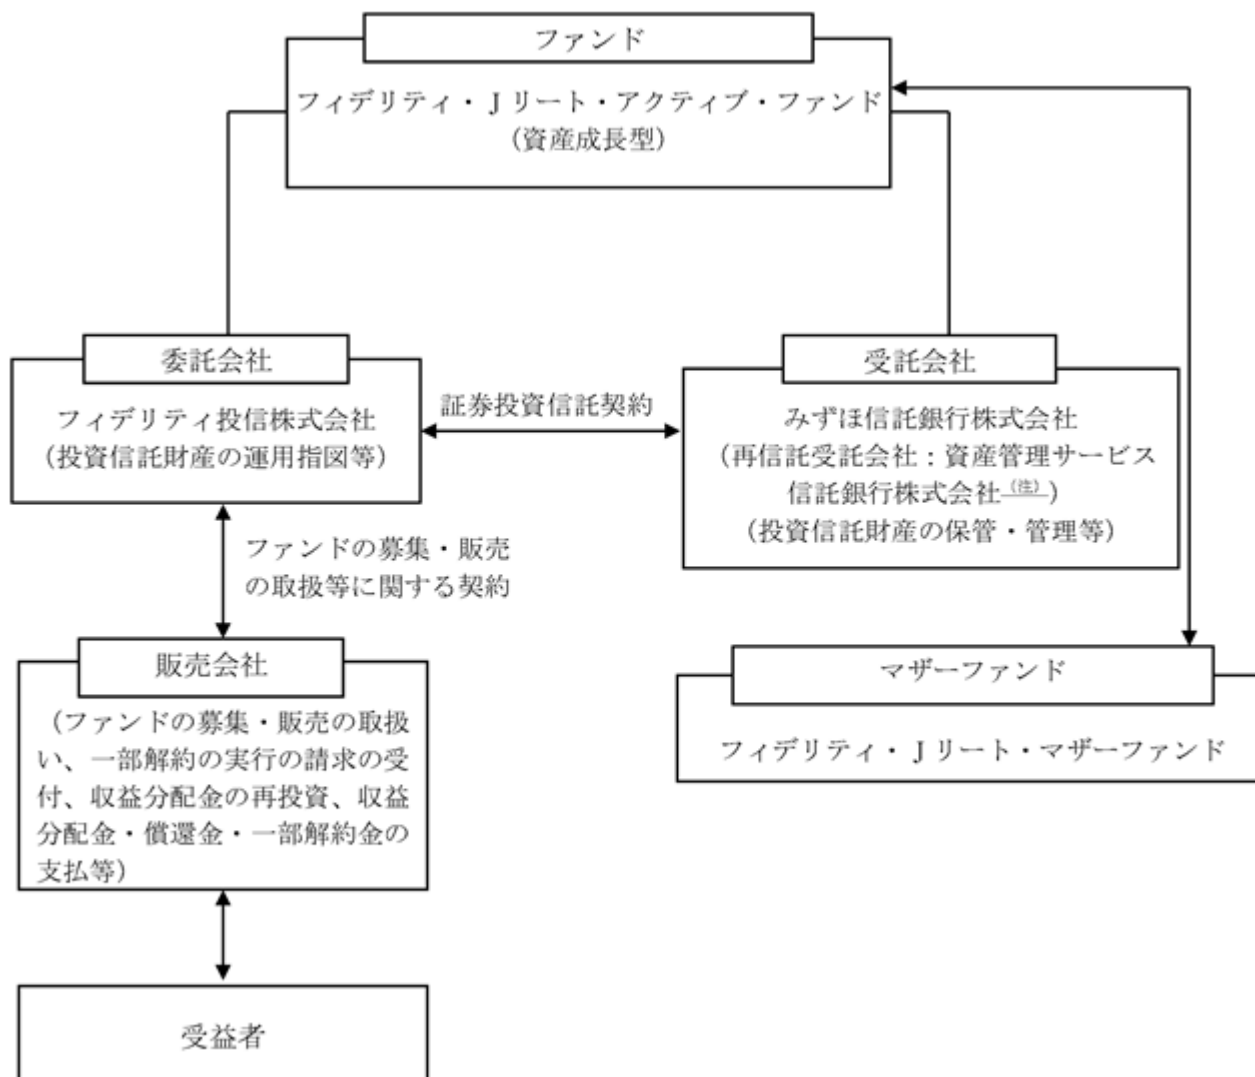 ファンド
フィデリティ・Ｊリート・アクティブ・ファンド
（資産成長型）
委託会社
フィデリティ投信株式会社
（投資信託財産の運用指図等）
証券投資信託契約
受託会社
みずほ信託銀行株式会社
（再信託受託会社：資産管理サービス
信託銀行株式会社（注））
（投資信託財産の保管・管理等）
ファンドの募集・販売
の取扱等に関する契約
販売会社
（ファンドの募集・販売の取扱
い、一部解約の実行の請求の受
付、収益分配金の再投資、収益
分配金・償還金・一部解約金の
支払等）
マザーファンド
フィデリティ・Ｊリート・マザーファンド
受益者